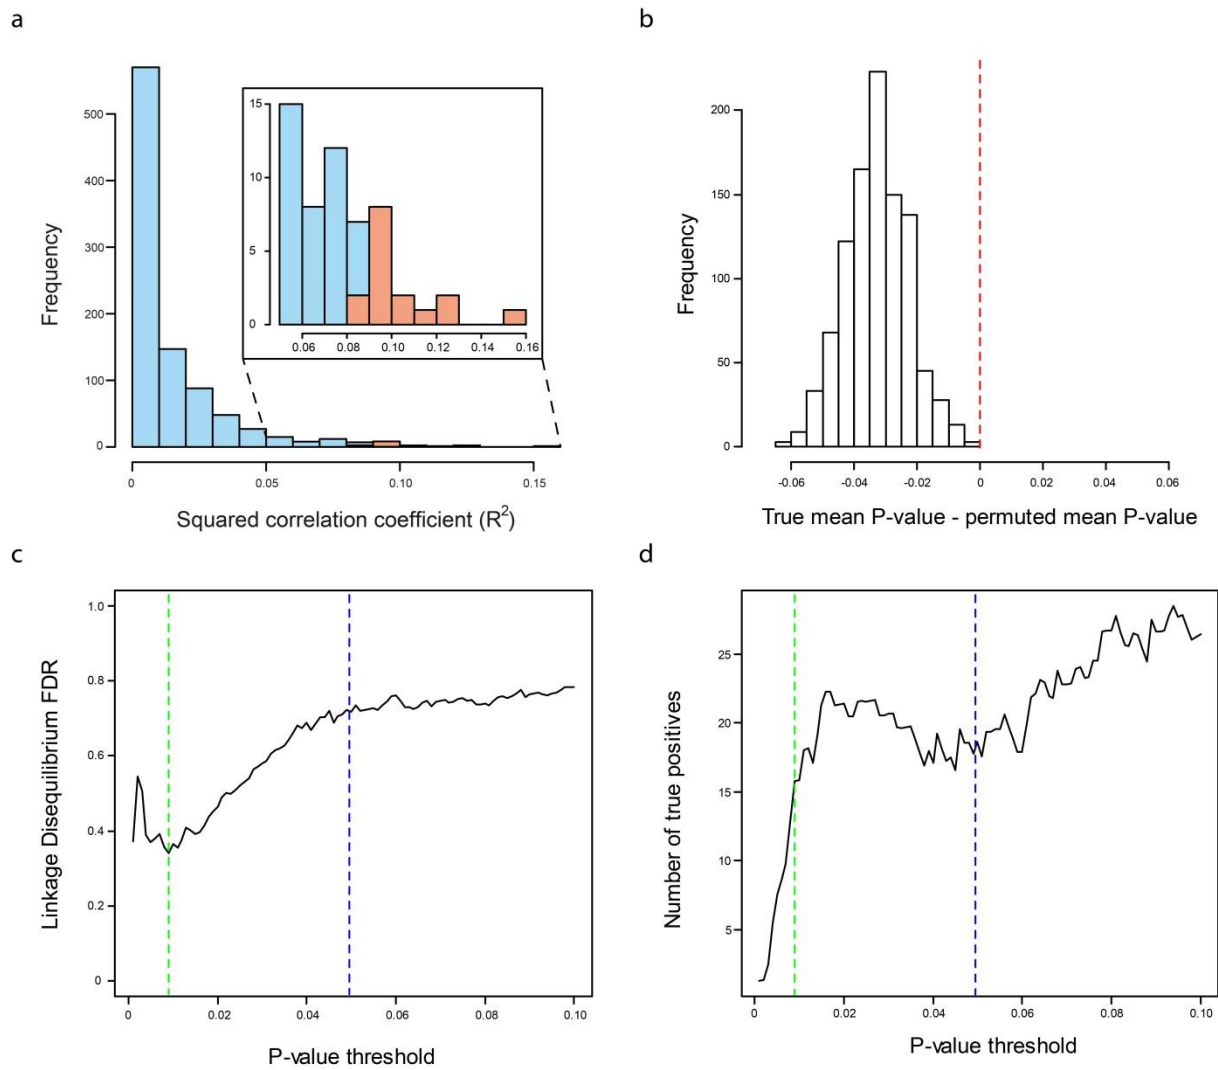 a
500
400
300
200
100
0
Frequency
15
10
5
0
0.06 0.08 0.10 0.12 0.14 0.16
0 0.05 0.10 0.15
Squared correlation coefficient (R²)
b
200
150
100
50
0
Frequency
-0.06 -0.04 -0.02 0 0.02 0.04 0.06
True mean P-value - permuted mean P-value
c
1.0
0.8
0.6
0.4
0.2
0
Linkage Disequilibrium FDR
0 0.02 0.04 0.06 0.08 0.10
P-value threshold
d
25
20
15
10
5
Number of true positives
0 0.02 0.04 0.06 0.08 0.10
P-value threshold